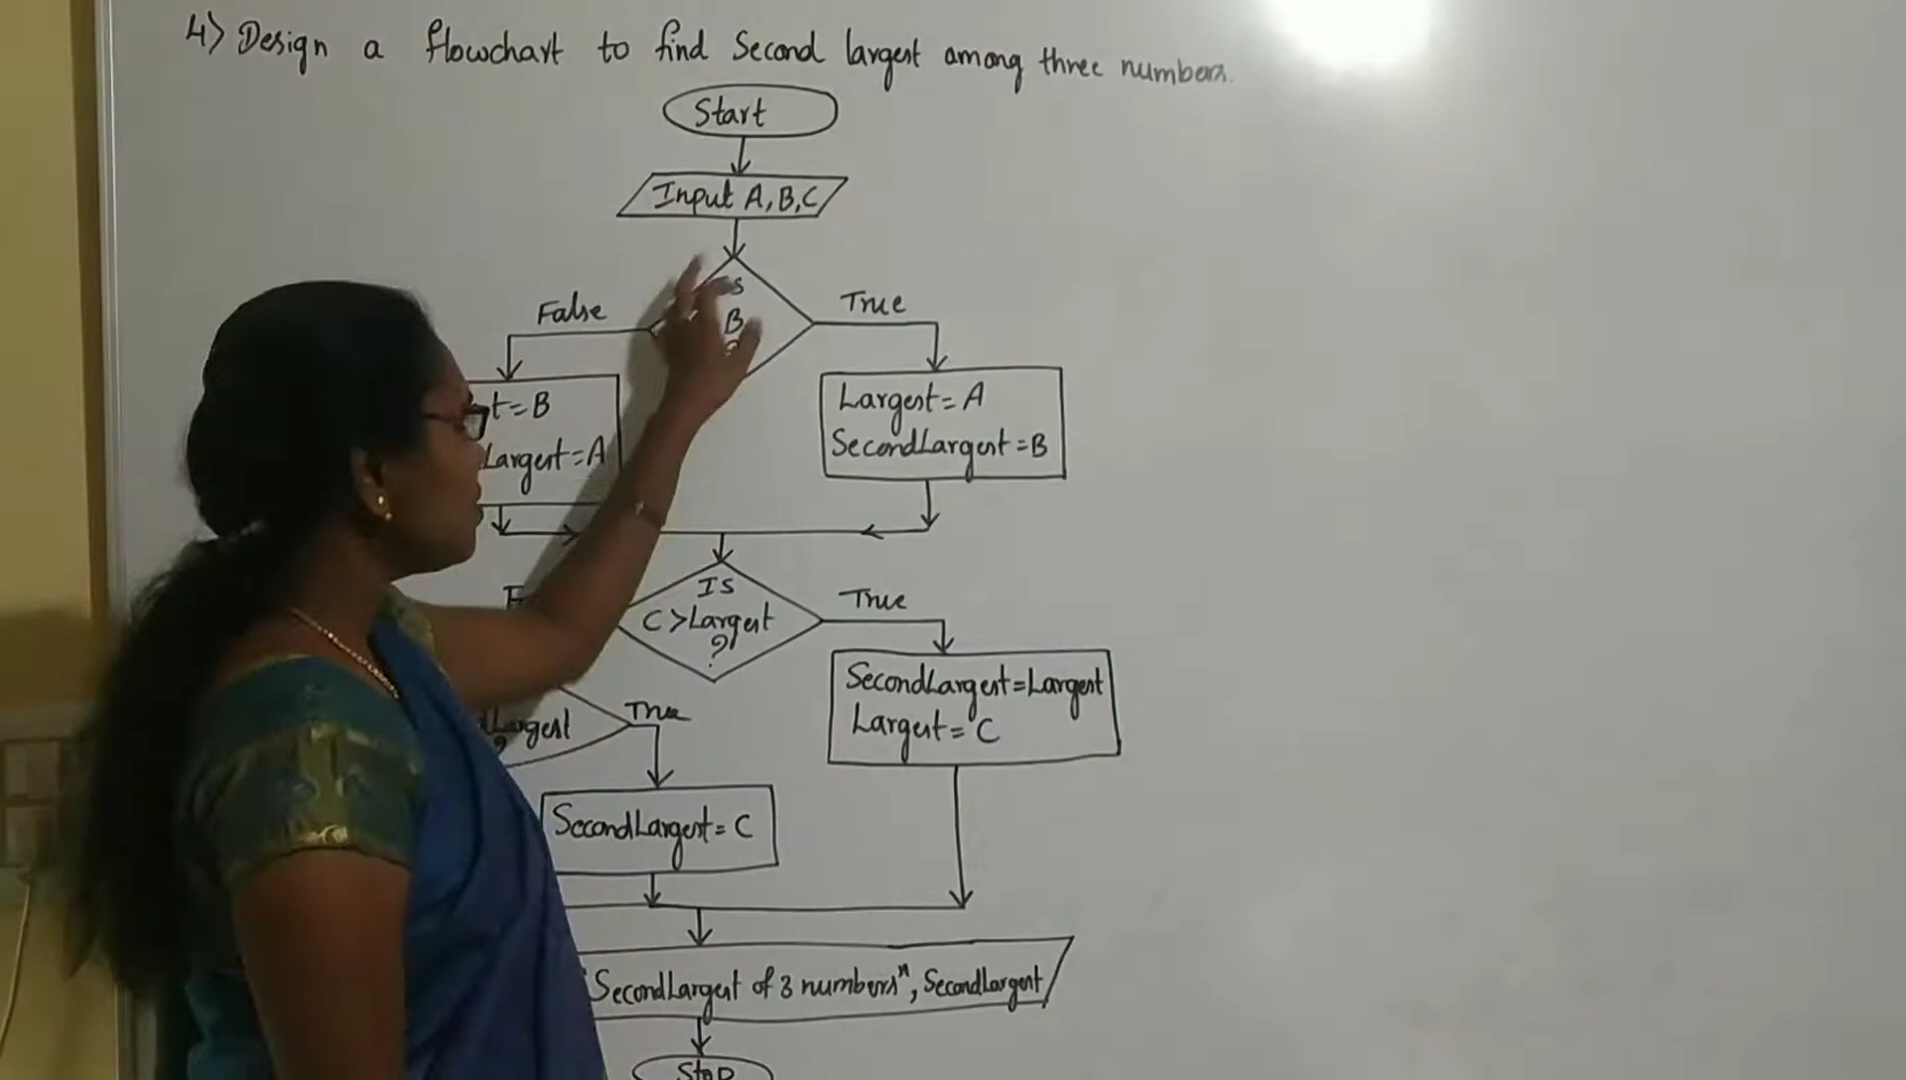 4) Design a flowchart to find Second largest among three numbers.
Start
Input A, B, C
False
True
B
t=B
Largest=A
Largest=A
SecondLargest=B
IS
C>Largest
?
True
SecondLargest=Largest
Largest=C
Largest
?
True
SecondLargest=C
SecondLargest of 3 numbers", SecondLargest
Stop